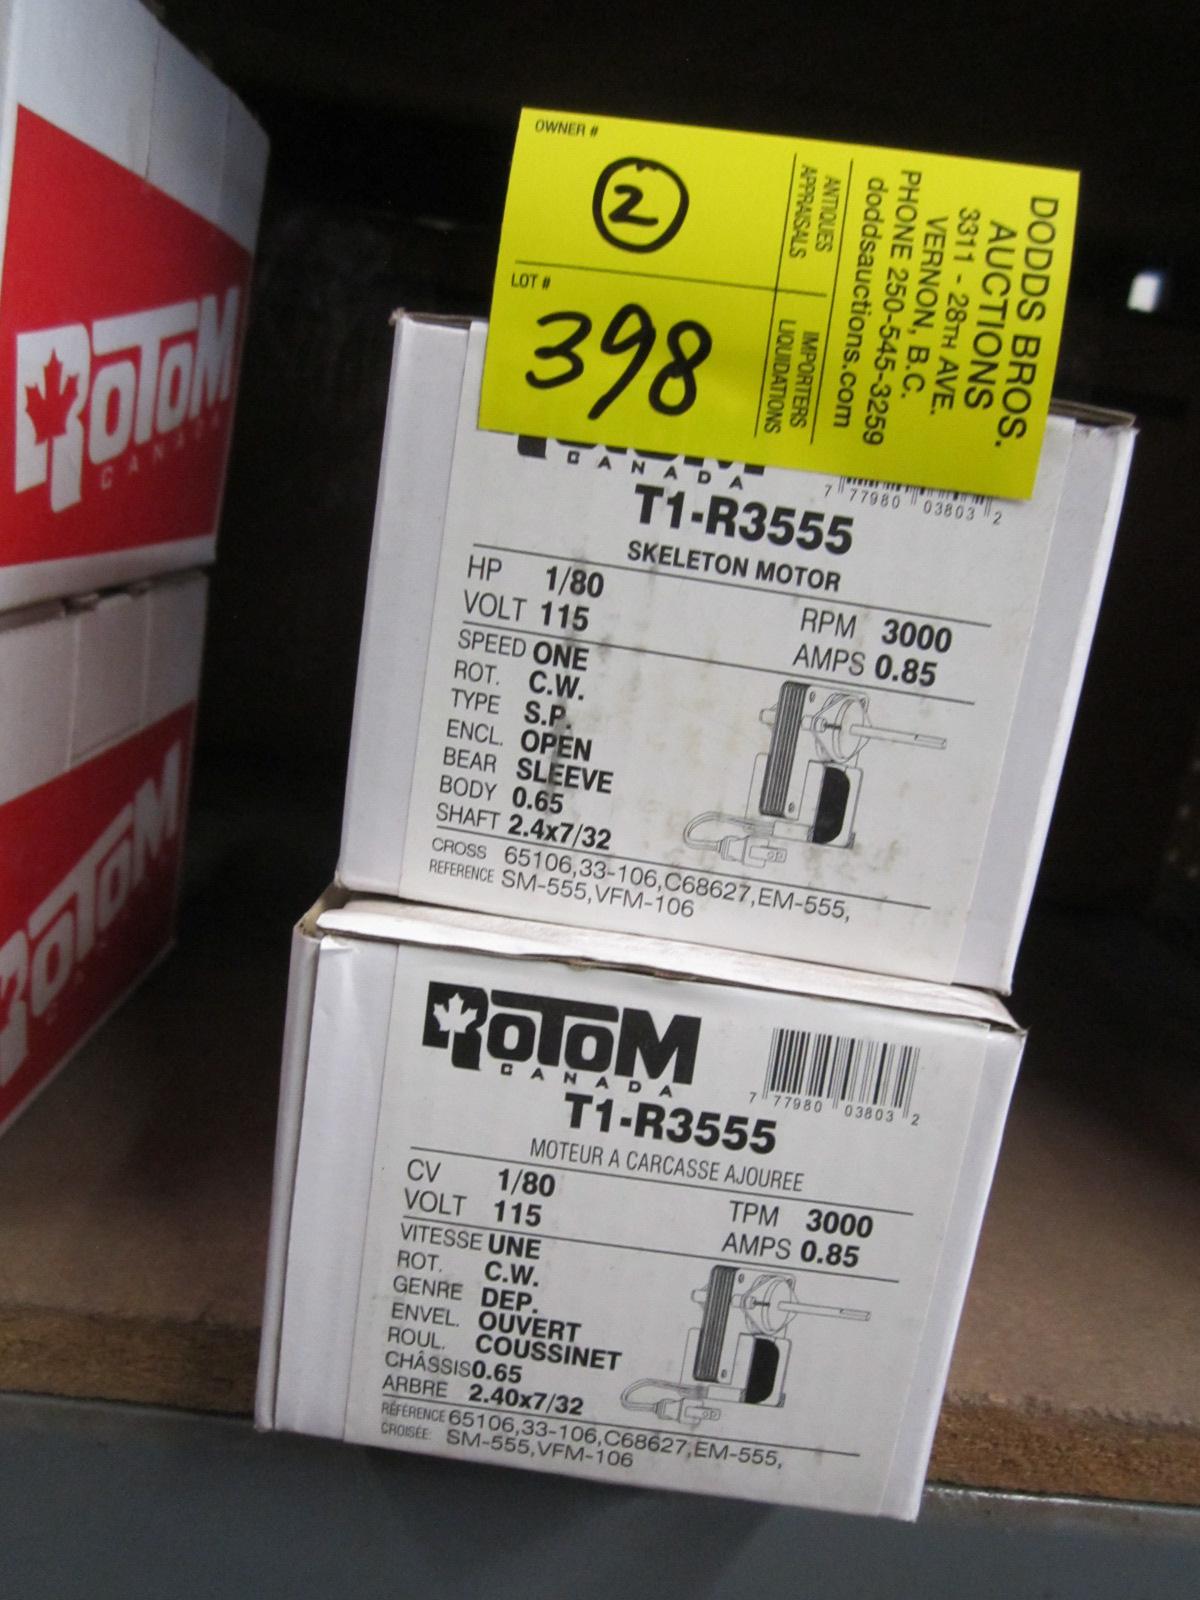 ROTOM
CANADA
ROTOM
OWNER #
2
LOT #
398
DODDS BROS.
AUCTIONS
3311 - 28TH AVE.
VERNON, B.C.
PHONE 250-545-3259
doddsauctions.com
ANTIQUES
APPRAISALS
IMPORTERS
LIQUIDATIONS
CANADA
7 77980 03803 2
T1-R3555
SKELETON MOTOR
HP 1/80
VOLT 115
RPM 3000
AMPS 0.85
SPEED ONE
ROT. C.W.
TYPE S.P.
ENCL. OPEN
BEAR SLEEVE
BODY 0.65
SHAFT 2.4x7/32
CROSS REFERENCE 65106,33-106,C68627,EM-555,
SM-555,VFM-106
ROTOM
CANADA
7 77980 03803 2
T1-R3555
MOTEUR A CARCASSE AJOUREE
CV 1/80
VOLT 115
TPM 3000
AMPS 0.85
VITESSE UNE
ROT. C.W.
GENRE DEP.
ENVEL. OUVERT
ROUL. COUSSINET
CHÂSSIS 0.65
ARBRE 2.40x7/32
RÉFÉRENCE CROISÉE: 65106,33-106,C68627,EM-555,
SM-555,VFM-106